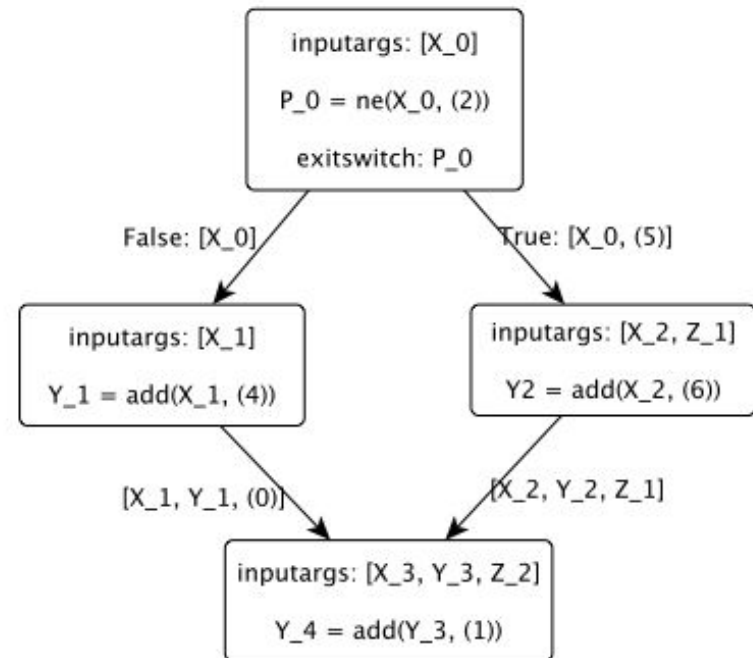 inputargs: [X_0]
P_0 = ne(X_0, (2))
exitswitch: P_0
False: [X_0]
True: [X_0, (5)]
inputargs: [X_1]
Y_1 = add(X_1, (4))
inputargs: [X_2, Z_1]
Y2 = add(X_2, (6))
[X_1, Y_1, (0)]
[X_2, Y_2, Z_1]
inputargs: [X_3, Y_3, Z_2]
Y_4 = add(Y_3, (1))